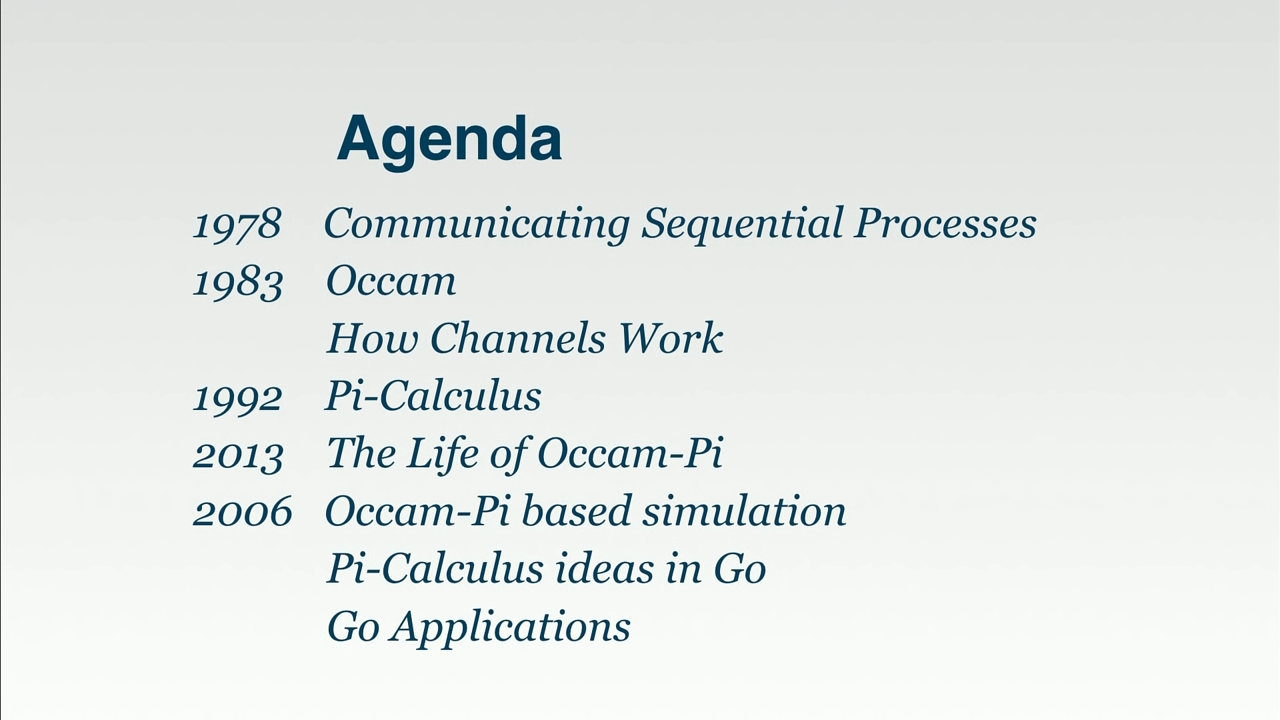 Agenda
1978 Communicating Sequential Processes
1983 Occam
How Channels Work
1992 Pi-Calculus
2013 The Life of Occam-Pi
2006 Occam-Pi based simulation
Pi-Calculus ideas in Go
Go Applications